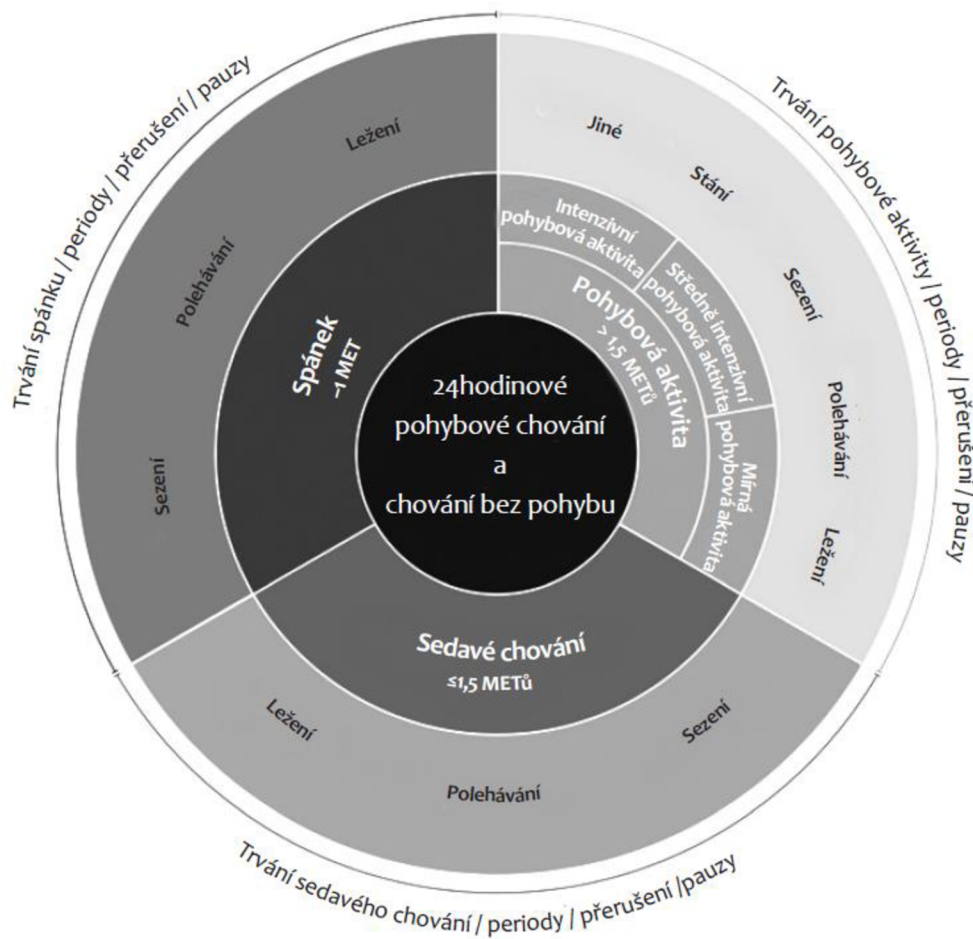 24hodinové
pohybové chování
a
chování bez pohybu
Pohybová aktivita
> 1,5 METů
Intenzivní
pohybová aktivita
Středně intenzivní
pohybová aktivita
Mírná
pohybová aktivita
Jiné
Stání
Sezení
Polehávání
Ležení
Trvání pohybové aktivity / periody / přerušení / pauzy
Sedavé chování
≤1,5 METů
Sezení
Polehávání
Ležení
Trvání sedavého chování / periody / přerušení /pauzy
Spánek
~1 MET
Sezení
Polehávání
Ležení
Trvání spánku / periody / přerušení / pauzy